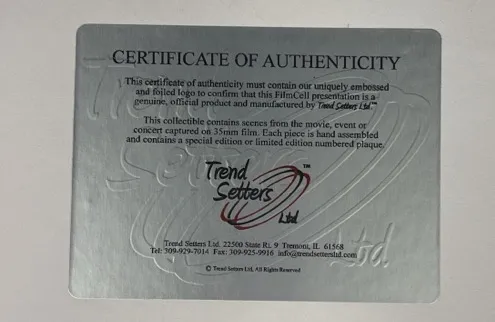 CERTIFICATE OF AUTHENTICITY
This certificate of authenticity must contain our uniquely embossed
and foiled logo to confirm that this FilmCell presentation is a
genuine, official product and manufactured by Trend Setters Ltd™
This collectible contains scenes from the movie, event or
concert captured on 35mm film. Each piece is hand assembled
and contains a special edition or limited edition numbered plaque.
Trend ™
Setters
Ltd
Trend Setters Ltd. 22500 State Rt. 9 Tremont, IL 61568
Tel: 309-929-7014 Fax: 309-925-9916 info@trendsettersltd.com
© Trend Setters Ltd, All Rights Reserved